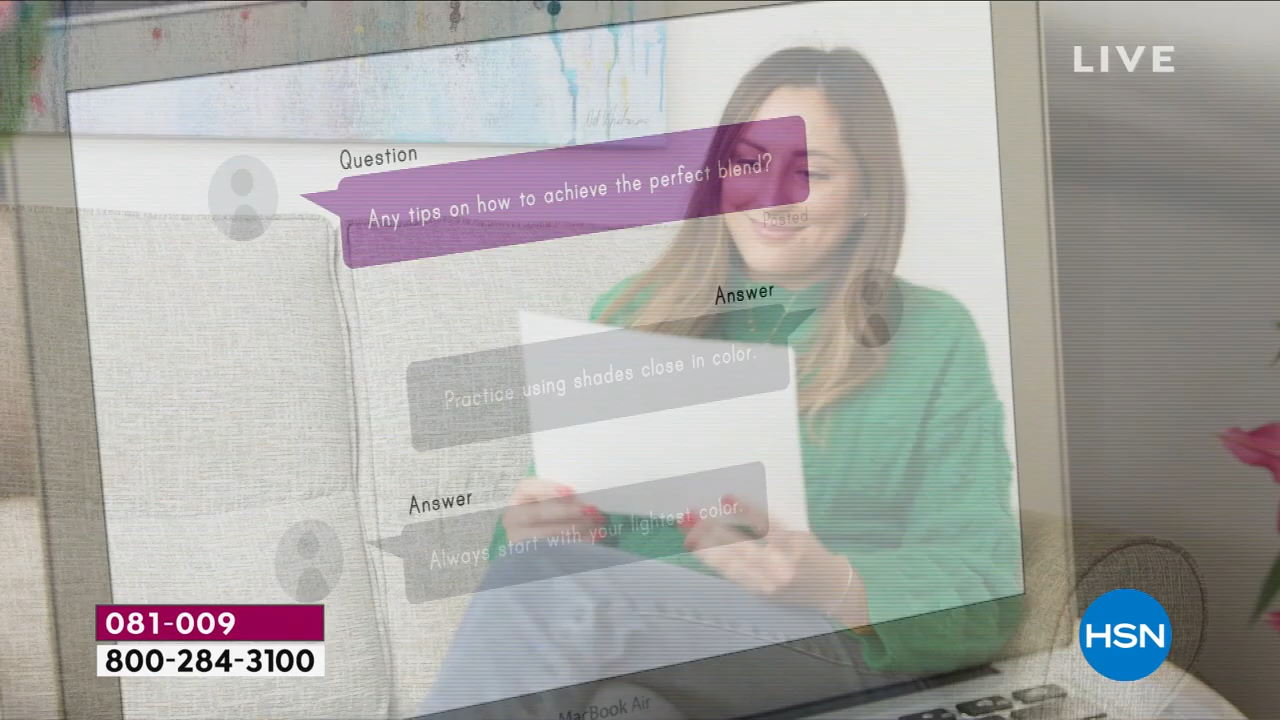 LIVE
Question
Any tips on how to achieve the perfect blend?
Posted
Answer
Practice using shades close in color.
Answer
Always start with your lightest color.
081-009
800-284-3100
HSN
MacBook Air